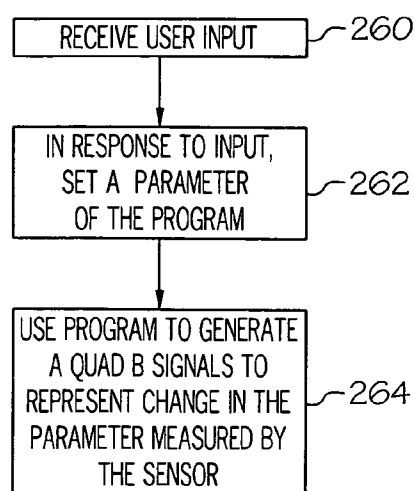 RECEIVE USER INPUT
260
IN RESPONSE TO INPUT,
SET A PARAMETER
OF THE PROGRAM
262
USE PROGRAM TO GENERATE
A QUAD B SIGNALS TO
REPRESENT CHANGE IN THE
PARAMETER MEASURED BY
THE SENSOR
264